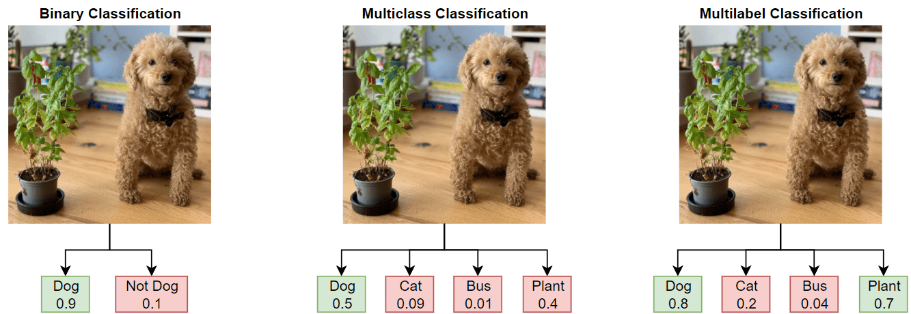 Binary Classification
Multiclass Classification
Multilabel Classification
Dog
0.9
Not Dog
0.1
Dog
0.5
Cat
0.09
Bus
0.01
Plant
0.4
Dog
0.8
Cat
0.2
Bus
0.04
Plant
0.7